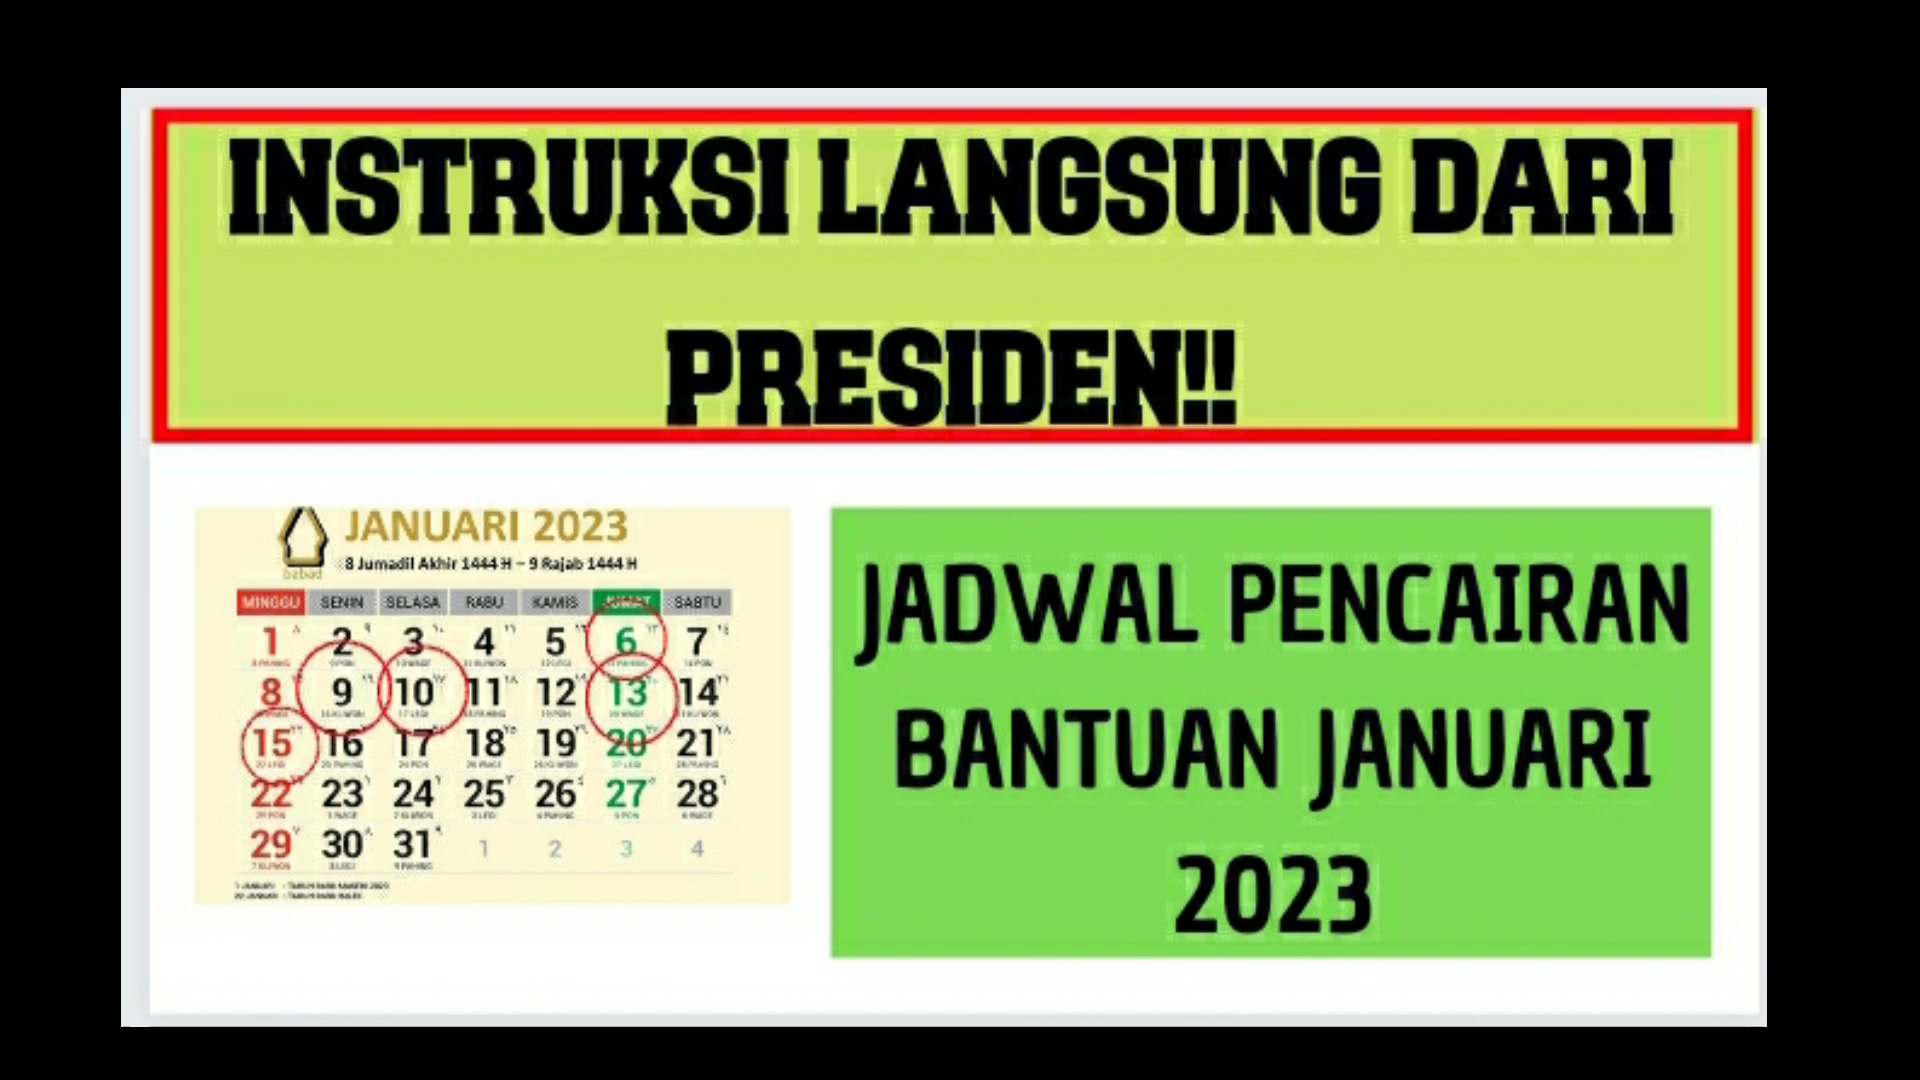 INSTRUKSI LANGSUNG DARI
PRESIDEN!!
JANUARI 2023
babad
8 Jumadil Akhir 1444 H – 9 Rajab 1444 H
MINGGU SENIN SELASA RABU KAMIS JUMAT SABTU
1 2 3 4 5 6 7
8 9 10 11 12 13 14
15 16 17 18 19 20 21
22 23 24 25 26 27 28
29 30 31 1 2 3 4
JADWAL PENCAIRAN
BANTUAN JANUARI
2023